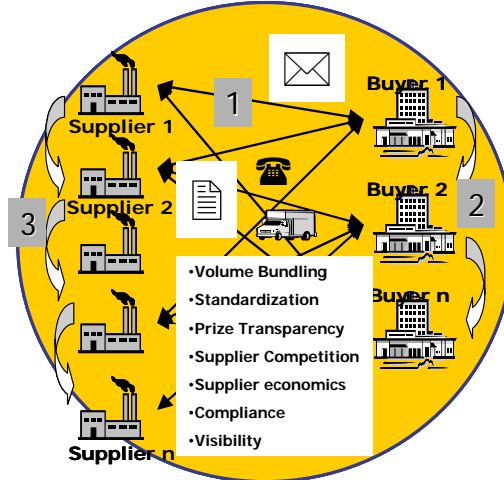 1
Buyer 1
Supplier 1
Supplier 2
Buyer 2
2
3
•Volume Bundling
•Standardization
Buyer n
•Prize Transparency
•Supplier Competition
•Supplier economics
•Compliance
•Visibility
Supplier n